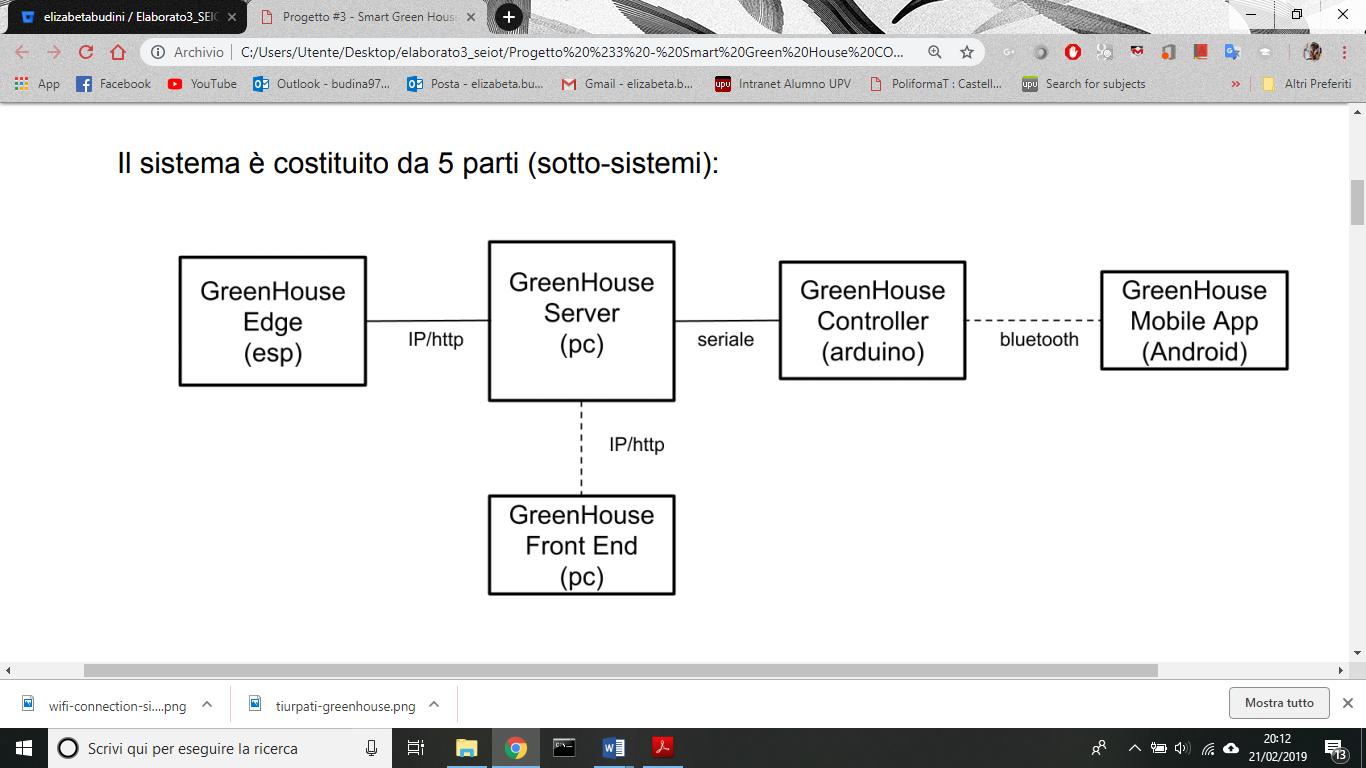 elizabetabudini / Elaborato3_SEIO
Progetto #3 - Smart Green House
Archivio
C:/Users/Utente/Desktop/elaborato3_seiot/Progetto%20%233%20-%20Smart%20Green%20House%20CO...
App
Facebook
YouTube
Outlook - budina97...
Posta - elizabeta.bu...
Gmail - elizabeta.b...
upv
Intranet Alumno UPV
PoliformaT : Castell...
upv
Search for subjects
»
Altri Preferiti
Il sistema è costituito da 5 parti (sotto-sistemi):
GreenHouse
Edge
(esp)
IP/http
GreenHouse
Server
(pc)
seriale
GreenHouse
Controller
(arduino)
bluetooth
GreenHouse
Mobile App
(Android)
IP/http
GreenHouse
Front End
(pc)
wifi-connection-si....png
tiurpati-greenhouse.png
Mostra tutto
Scrivi qui per eseguire la ricerca
20:12
21/02/2019
13